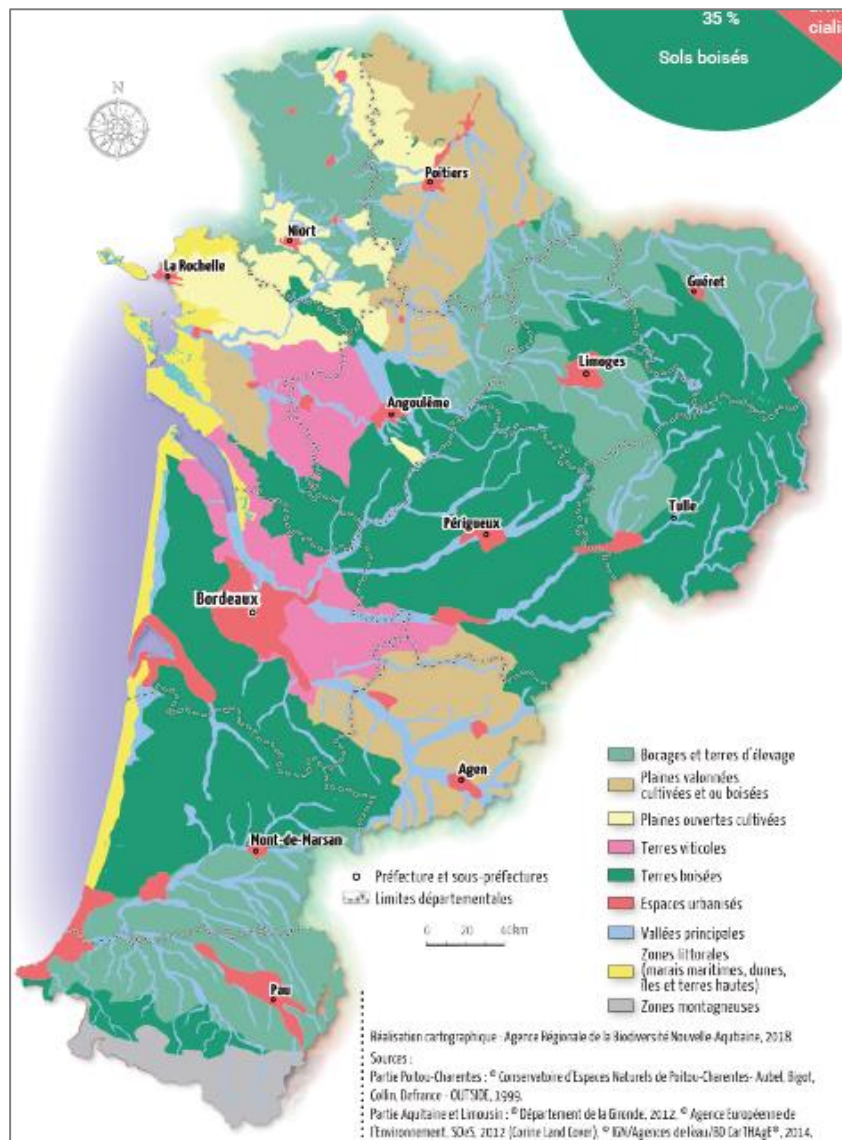 35 %
cialis
Sols boisés
N
Poitiers
Niort
La Rochelle
Guéret
Limoges
Angoulême
Tulle
Périgueux
Bordeaux
Agen
Mont-de-Marsan
Pau
Bocages et terres d'élevage
Plaines valonnées
cultivées et ou boisées
Plaines ouvertes cultivées
Terres viticoles
Terres boisées
Espaces urbanisés
Vallées principales
Zones littorales
(marais maritimes, dunes,
îles et terres hautes)
Zones montagneuses
Préfecture et sous-préfectures
Limites départementales
0 20 40km
Réalisation cartographique : Agence Régionale de la Biodiversité Nouvelle-Aquitaine, 2018.
Sources :
Partie Poitou-Charentes : © Conservatoire d'Espaces Naturels de Poitou-Charentes- Aubel, Bigot,
Collin, Defrance - OUTSIDE, 1999.
Partie Aquitaine et Limousin : © Département de la Gironde, 2012, © Agence Européenne de
l'Environnement, SOeS, 2012 (Corine Land Cover), © IGN/Agences de l'eau/BD CarTHAgE®, 2014,